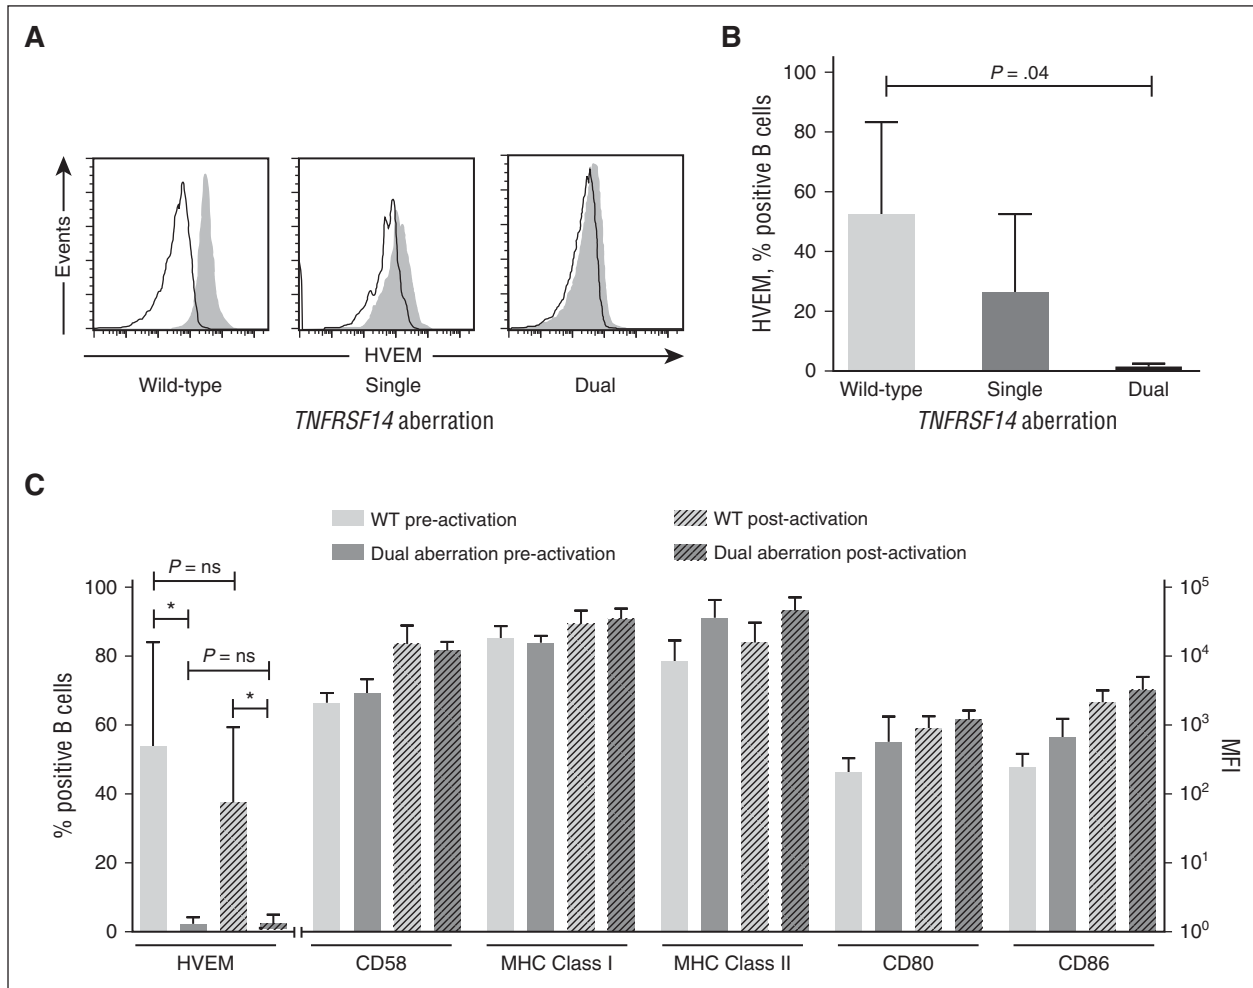 A
Events
HVEM
Wild-type Single Dual
TNFRSF14 aberration
B
HVEM, % positive B cells
100
80
60
40
20
0
P = .04
Wild-type Single Dual
TNFRSF14 aberration
C
WT pre-activation
Dual aberration pre-activation
WT post-activation
Dual aberration post-activation
% positive B cells
100
80
60
40
20
0
P = ns
*
P = ns
*
10⁵
10⁴
10³
10²
10¹
10⁰
MFI
HVEM CD58 MHC Class I MHC Class II CD80 CD86